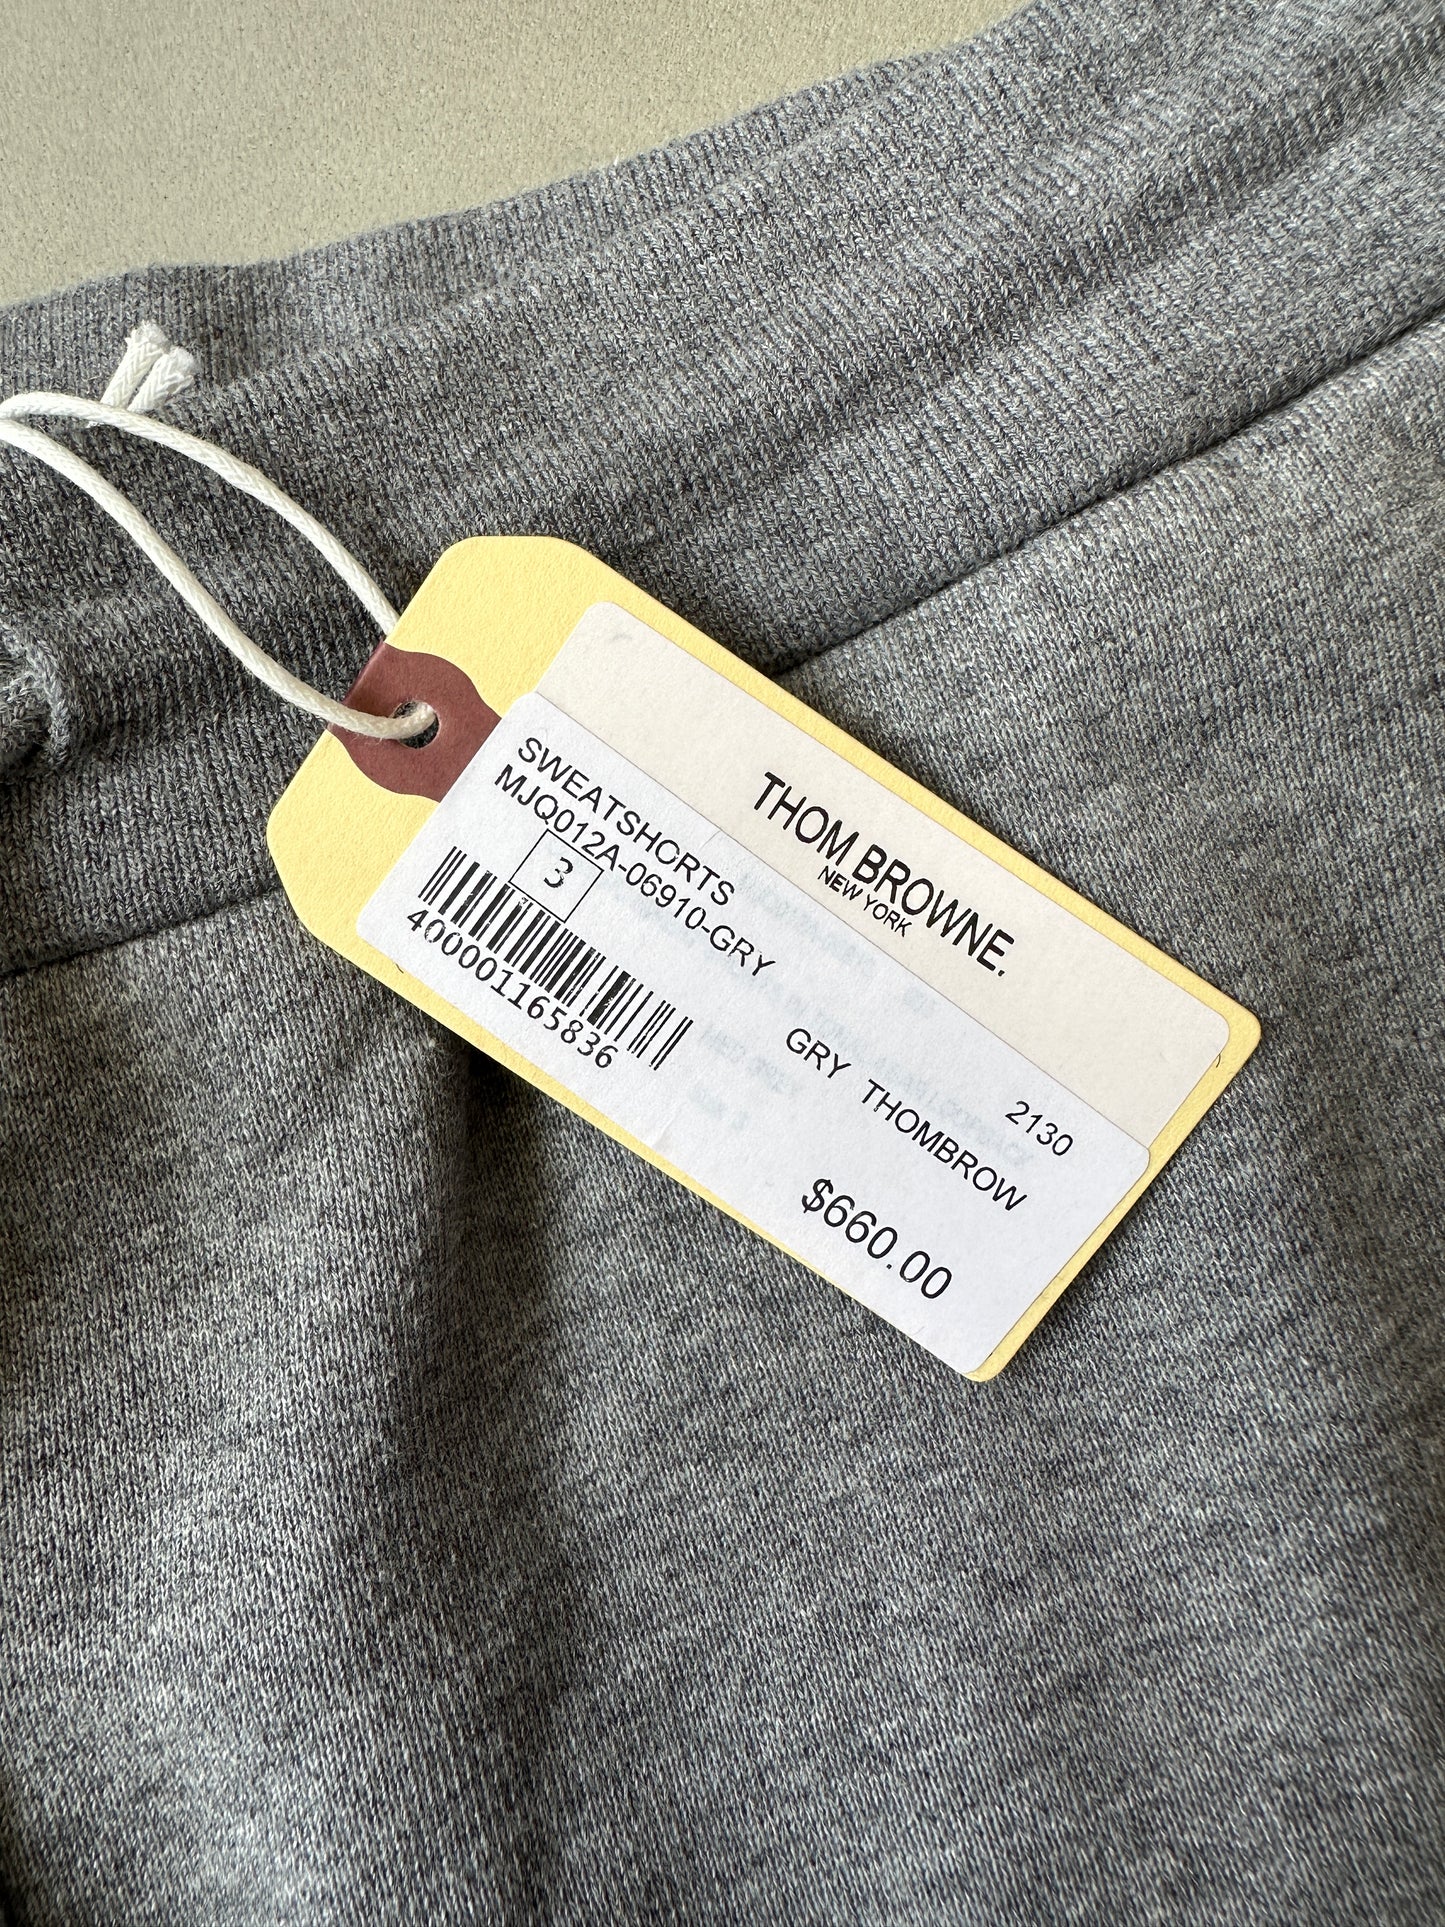 THOM BROWNE.
NEW YORK
SWEATSHORTS
MJQ012A-06910-GRY
3
400001165836
2130
GRY THOMBROW
$660.00